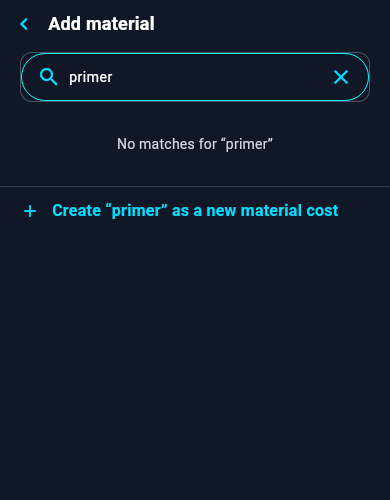 Add material
primer
No matches for “primer”
Create “primer” as a new material cost